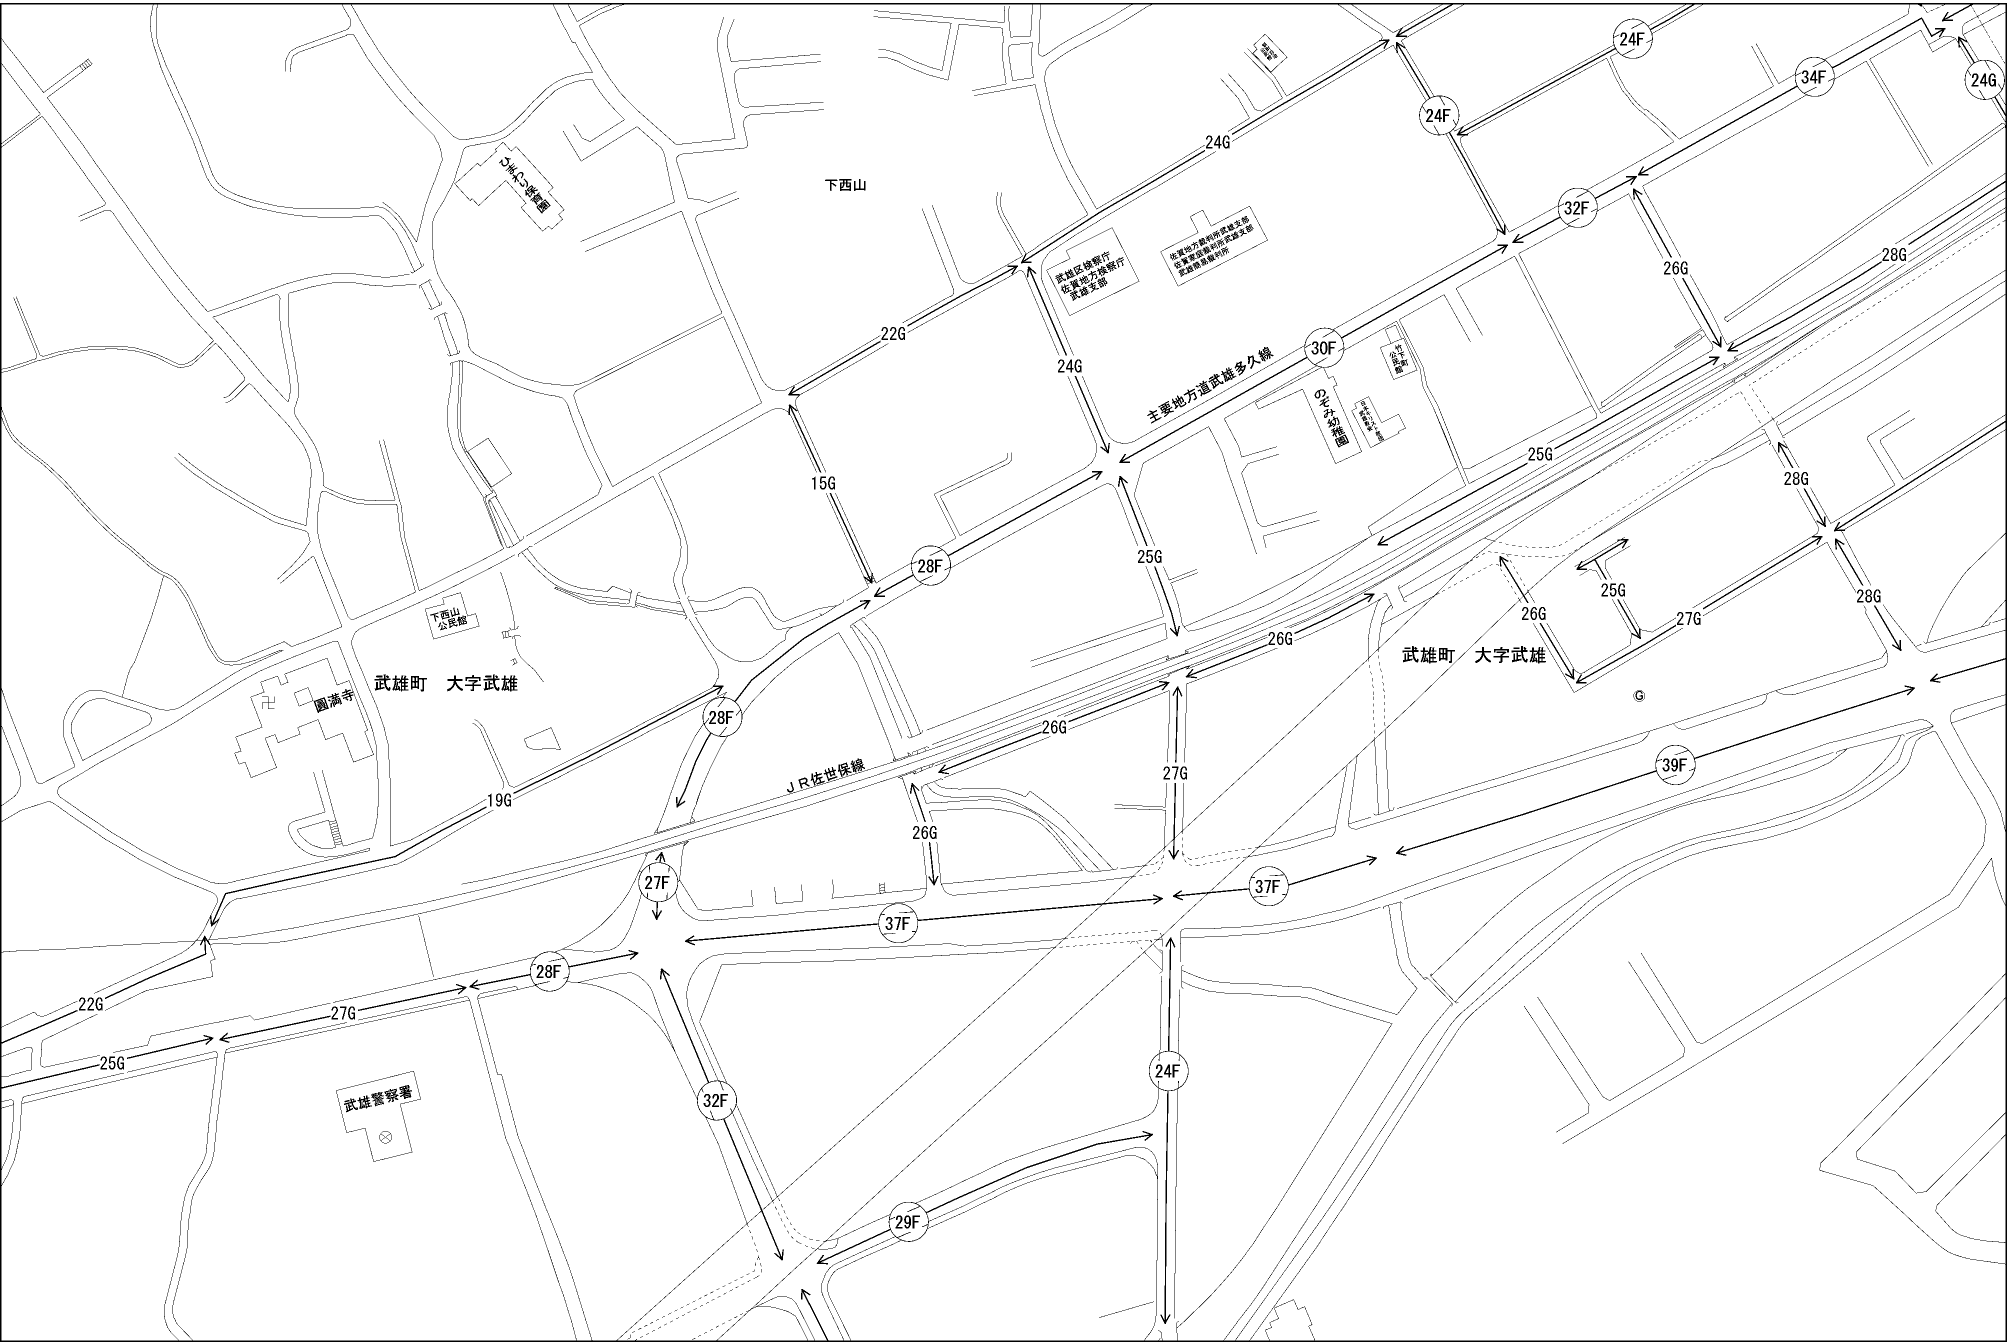 24F
34F
24G
24F
24G
ひまわり保育園
下西山
32F
佐賀地方裁判所武雄支部
佐賀家庭裁判所武雄支部
武雄簡易裁判所
武雄区検察庁
佐賀地方検察庁
武雄支部
26G
28G
22G
24G
30F
主要地方道武雄多久線
竹下町
公民館
のぞみ幼稚園
25G
15G
28G
25G
28F
26G
25G
28G
27G
下西山
公民館
26G
武雄町 大字武雄
武雄町 大字武雄
圓満寺
G
28F
26G
27G
39F
JR佐世保線
19G
26G
27F
37F
37F
28F
22G
27G
25G
24F
32F
武雄警察署
29F